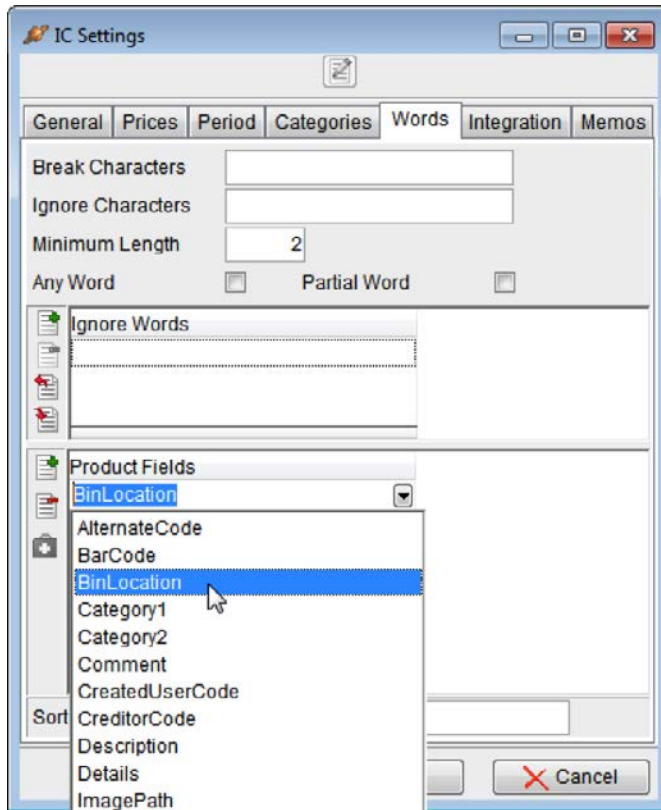 IC Settings
General Prices Period Categories Words Integration Memos
Break Characters
Ignore Characters
Minimum Length 2
Any Word Partial Word
Ignore Words
Product Fields
BinLocation
AlternateCode
BarCode
BinLocation
Category1
Category2
Comment
CreatedUserCode
Sort CreditorCode
Description
Details
Cancel
ImagePath